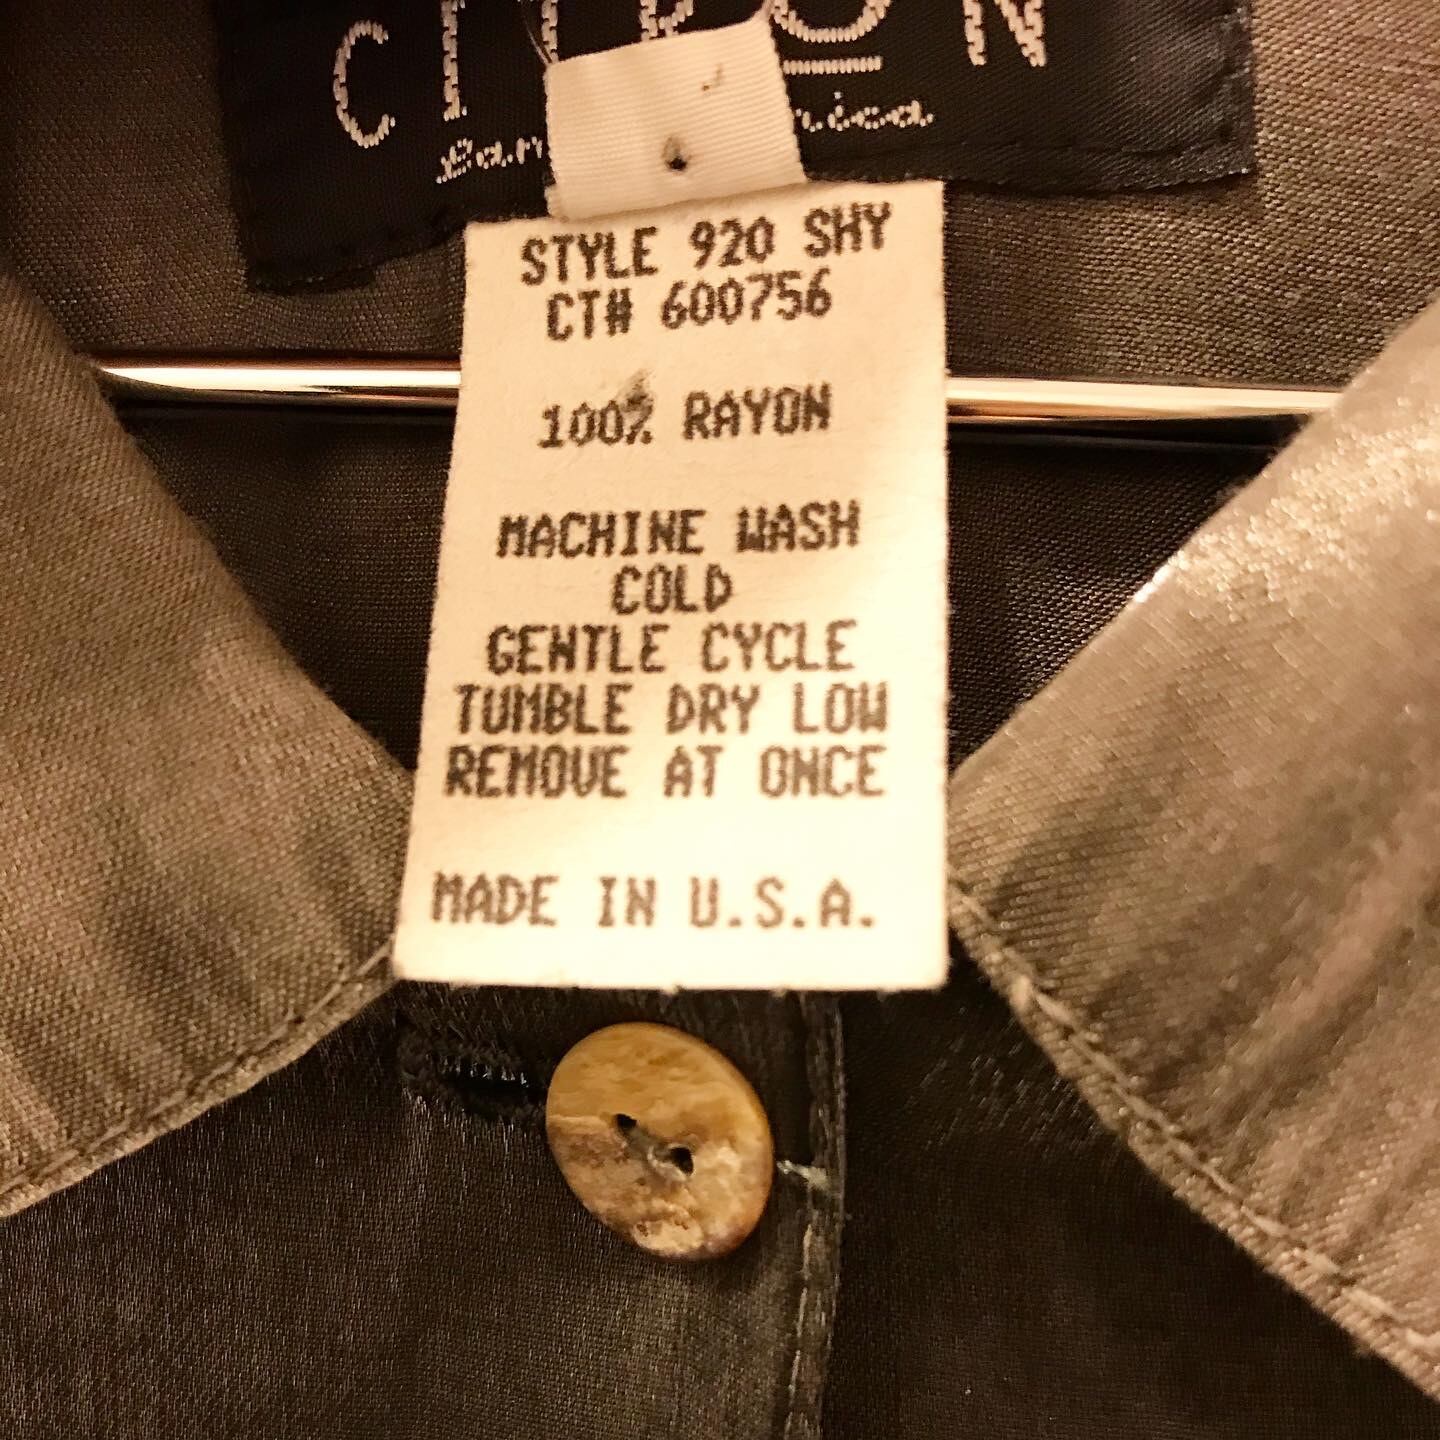 CITRON
STYLE 920 SHY
CT# 600756
100% RAYON
MACHINE WASH
COLD
GENTLE CYCLE
TUMBLE DRY LOW
REMOVE AT ONCE
MADE IN U.S.A.